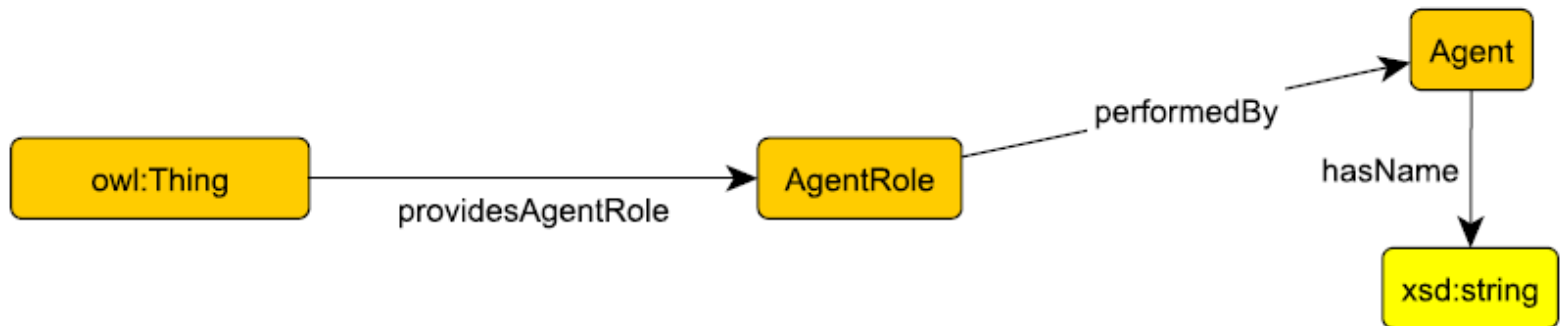 owl:Thing
providesAgentRole
AgentRole
performedBy
Agent
hasName
xsd:string